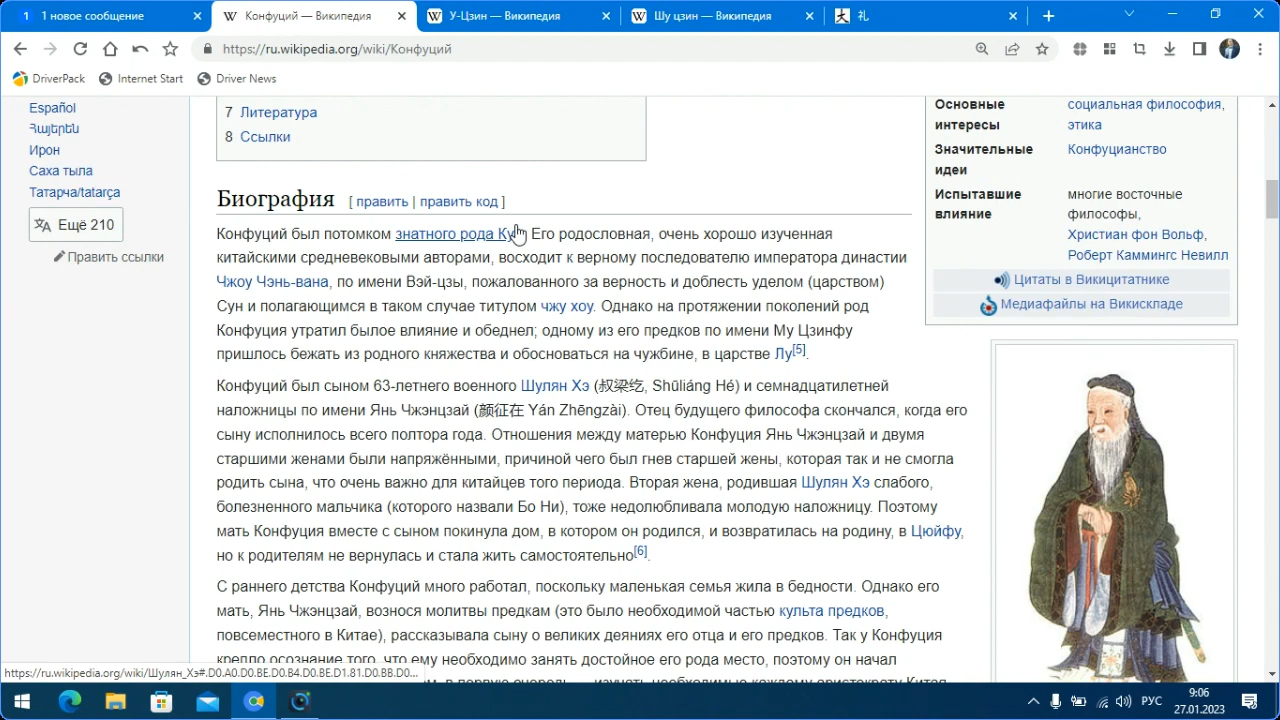 1 новое сообщение
Конфуций — Википедия
У-Цзин — Википедия
Шу цзин — Википедия
大 礼
https://ru.wikipedia.org/wiki/Конфуций
DriverPack
Internet Start
Driver News
Español
Հայերեն
Ирон
Саха тыла
Татарча/tatarça
Ещё 210
Править ссылки
7 Литература
8 Ссылки
Биография [ править | править код ]
Конфуций был потомком знатного рода Его родословная, очень хорошо изученная
китайскими средневековыми авторами, восходит к верному последователю императора династии
Чжоу Чэнь-вана, по имени Вэй-цзы, пожалованного за верность и доблесть уделом (царством)
Сун и полагающимся в таком случае титулом чжу хоу. Однако на протяжении поколений род
Конфуция утратил былое влияние и обеднел; одному из его предков по имени Му Цзинфу
пришлось бежать из родного княжества и обосноваться на чужбине, в царстве Лу[5].
Конфуций был сыном 63-летнего военного Шулян Хэ (叔梁纥, Shūliáng Hé) и семнадцатилетней
наложницы по имени Янь Чжэнцзай (颜征在 Yán Zhēngzài). Отец будущего философа скончался, когда его
сыну исполнилось всего полтора года. Отношения между матерью Конфуция Янь Чжэнцзай и двумя
старшими женами были напряжёнными, причиной чего был гнев старшей жены, которая так и не смогла
родить сына, что очень важно для китайцев того периода. Вторая жена, родившая Шулян Хэ слабого,
болезненного мальчика (которого назвали Бо Ни), тоже недолюбливала молодую наложницу. Поэтому
мать Конфуция вместе с сыном покинула дом, в котором он родился, и возвратилась на родину, в Цюйфу,
но к родителям не вернулась и стала жить самостоятельно[6].
С раннего детства Конфуций много работал, поскольку маленькая семья жила в бедности. Однако его
мать, Янь Чжэнцзай, вознося молитвы предкам (это было необходимой частью культа предков,
повсеместного в Китае), рассказывала сыну о великих деяниях его отца и его предков. Так у Конфуция
крепло осознание того, что ему необходимо занять достойное его рода место, поэтому он начал
Основные интересы
социальная философия,
этика
Значительные идеи
Конфуцианство
Испытавшие влияние
многие восточные
философы,
Христиан фон Вольф,
Роберт Каммингс Невилл
Цитаты в Викицитатнике
Медиафайлы на Викискладе
https://ru.wikipedia.org/wiki/Шулян_Хэ#.D0.A0.D0.BE.D0.B4.D0.BE.D1.81.D0.BB.D0...
РУС
9:06
27.01.2023